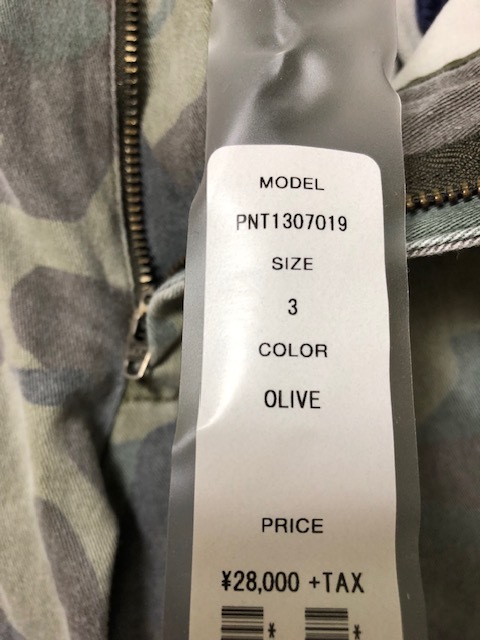 MODEL
PNT1307019
SIZE
3
COLOR
OLIVE
PRICE
¥28,000 +TAX
* *